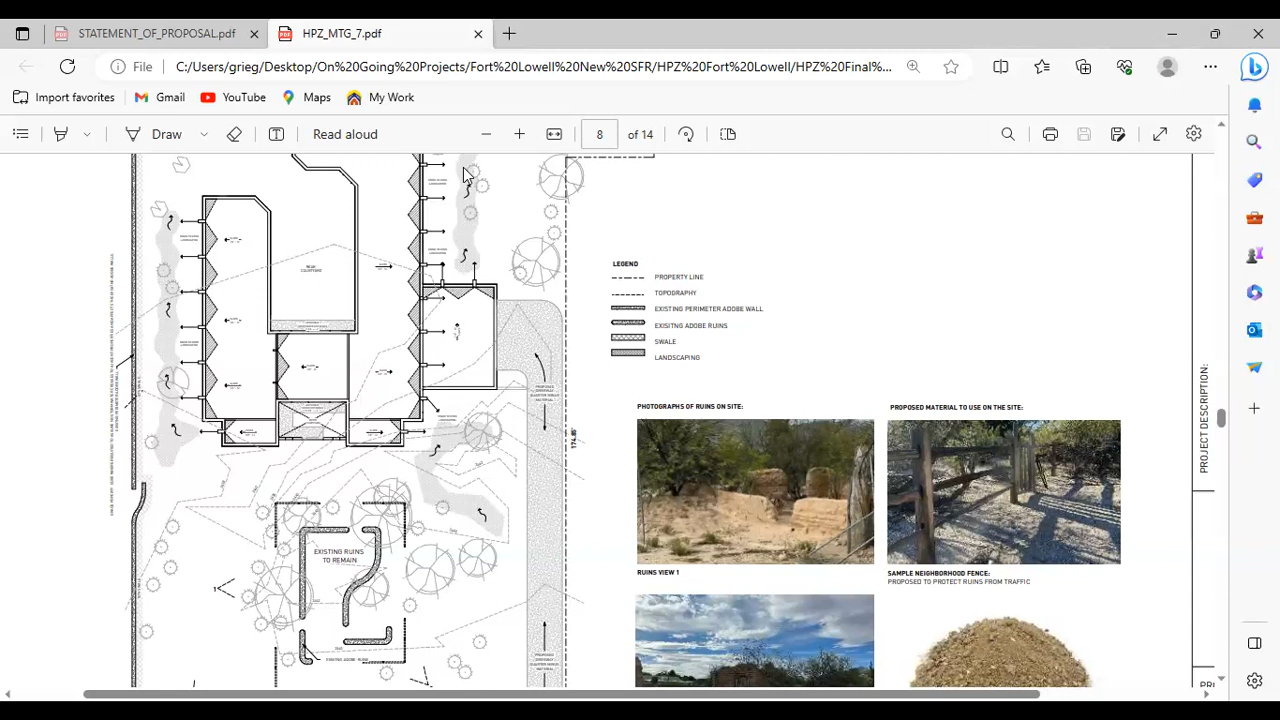 STATEMENT_OF_PROPOSAL.pdf
HPZ_MTG_7.pdf
File
C:/Users/grieg/Desktop/On%20Going%20Projects/Fort%20Lowell%20New%20SFR/HPZ%20Fort%20Lowell/HPZ%20Final%...
Import favorites
Gmail
YouTube
Maps
My Work
Draw
Read aloud
8
of 14
LEGEND
PROPERTY LINE
TOPOGRAPHY
EXISTING PERIMETER ADOBE WALL
EXISITNG ADOBE RUINS
SWALE
LANDSCAPING
174.85'
PHOTOGRAPHS OF RUINS ON SITE:
PROPOSED MATERIAL TO USE ON THE SITE:
PROJECT DESCRIPTION:
EXISTING RUINS
TO REMAIN
RUINS VIEW 1
SAMPLE NEIGHBORHOOD FENCE:
PROPOSED TO PROTECT RUINS FROM TRAFFIC